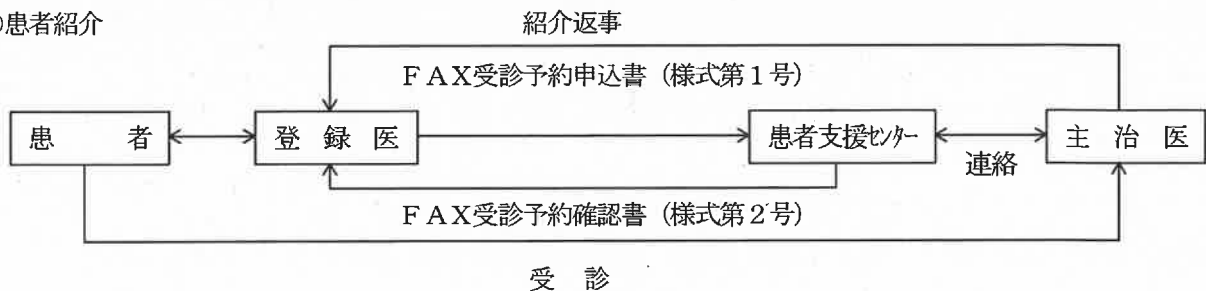 患者紹介
紹介返事
ＦＡＸ受診予約申込書（様式第１号）
患　　者
登　録　医
患者支援ｾﾝﾀｰ
主　治　医
連絡
ＦＡＸ受診予約確認書（様式第２号）
受　診